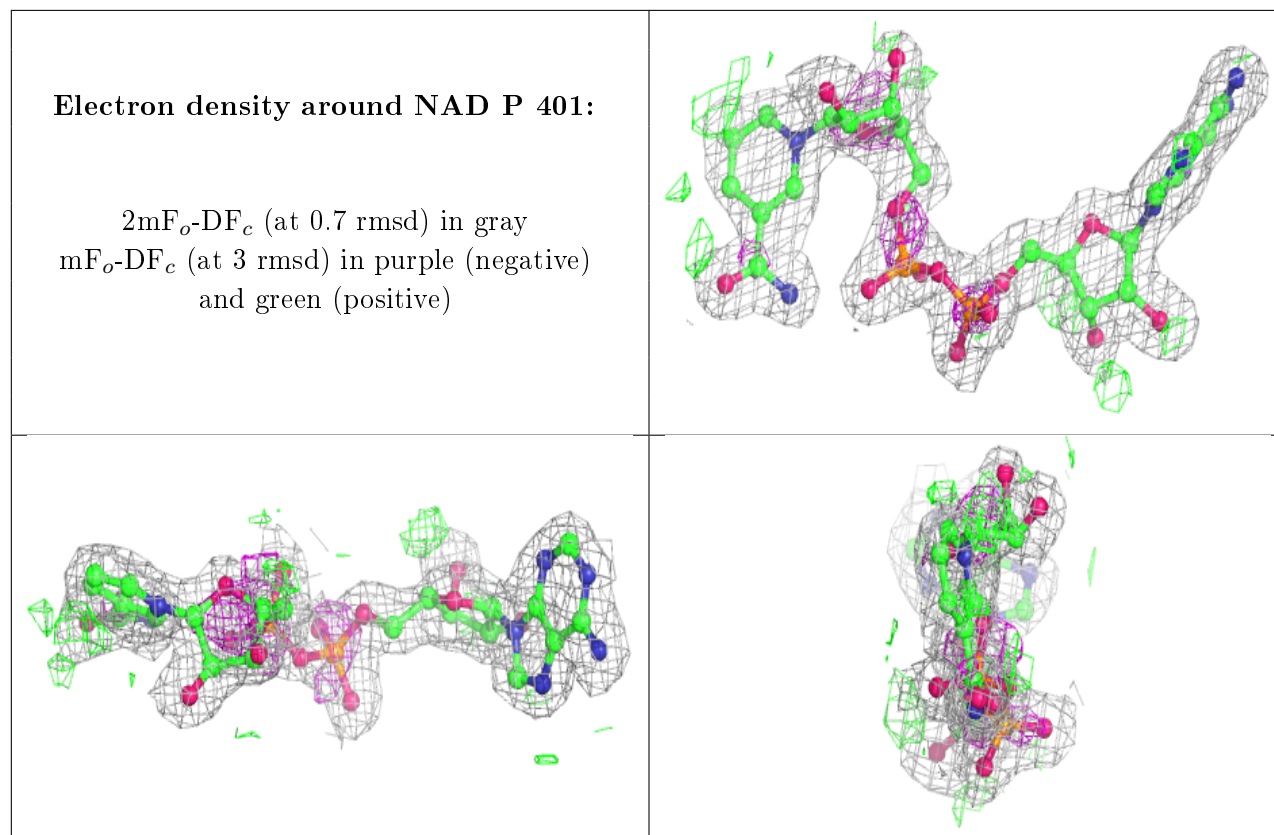 Electron density around NAD P 401:
2mFₒ-DF𝒸 (at 0.7 rmsd) in gray
mFₒ-DF𝒸 (at 3 rmsd) in purple (negative)
and green (positive)